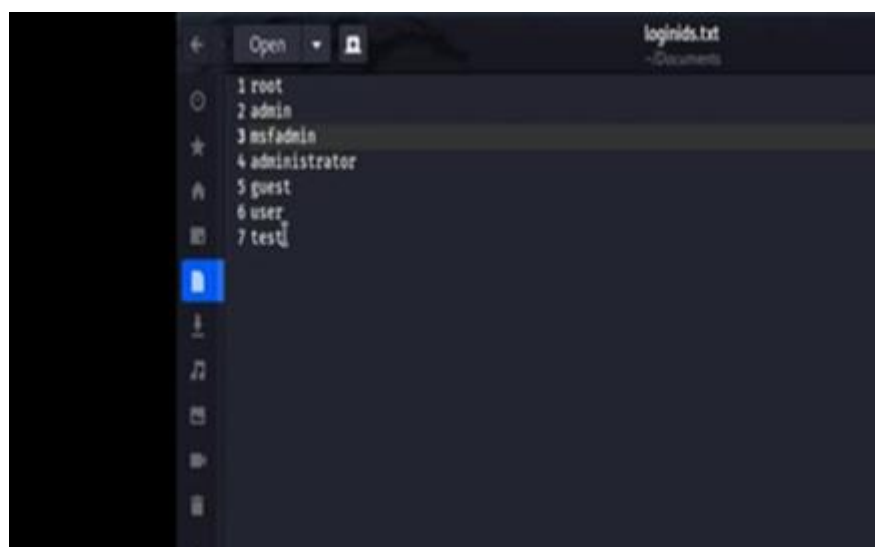 Open
loginids.txt
~/Documents
1 root
2 admin
3 msfadmin
4 administrator
5 guest
6 user
7 test